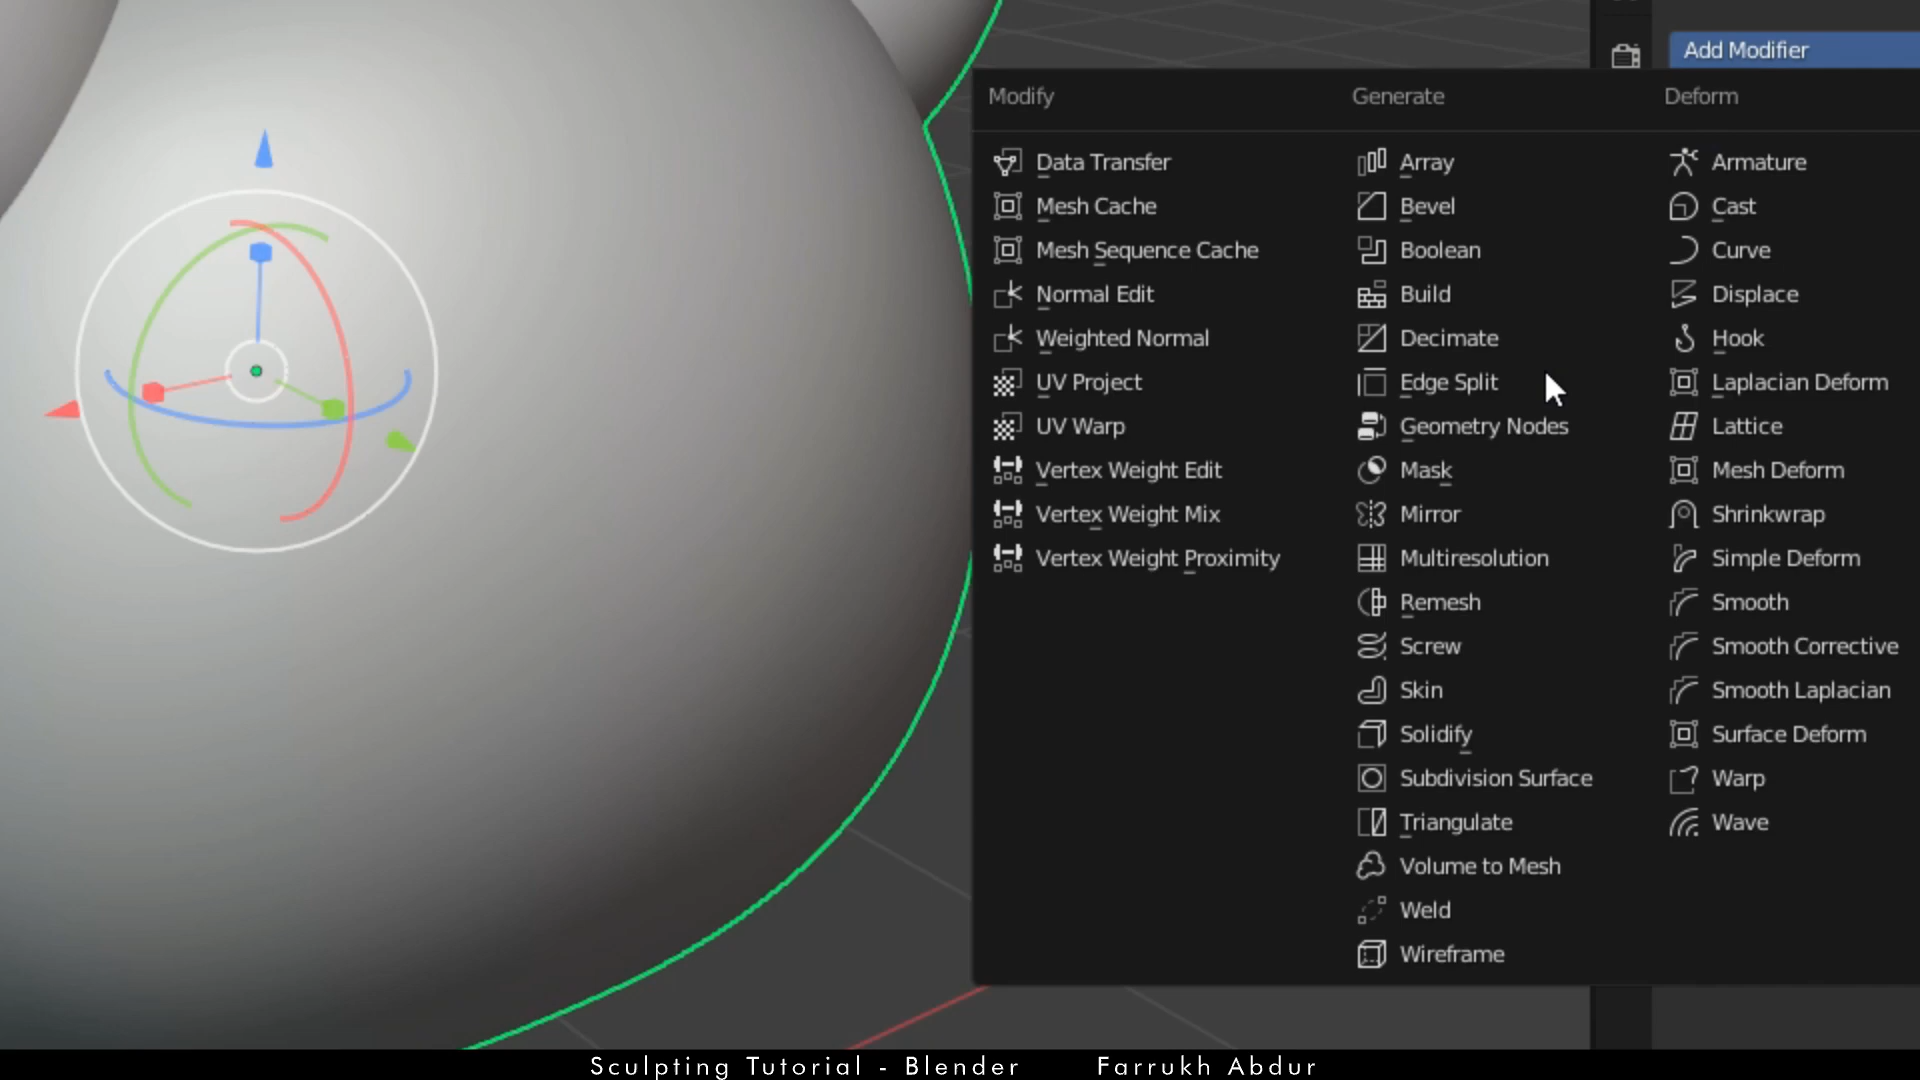 Add Modifier
Modify
Data Transfer
Mesh Cache
Mesh Sequence Cache
Normal Edit
Weighted Normal
UV Project
UV Warp
Vertex Weight Edit
Vertex Weight Mix
Vertex Weight Proximity
Generate
Array
Bevel
Boolean
Build
Decimate
Edge Split
Geometry Nodes
Mask
Mirror
Multiresolution
Remesh
Screw
Skin
Solidify
Subdivision Surface
Triangulate
Volume to Mesh
Weld
Wireframe
Deform
Armature
Cast
Curve
Displace
Hook
Laplacian Deform
Lattice
Mesh Deform
Shrinkwrap
Simple Deform
Smooth
Smooth Corrective
Smooth Laplacian
Surface Deform
Warp
Wave
Sculpting Tutorial - Blender Farrukh Abdur